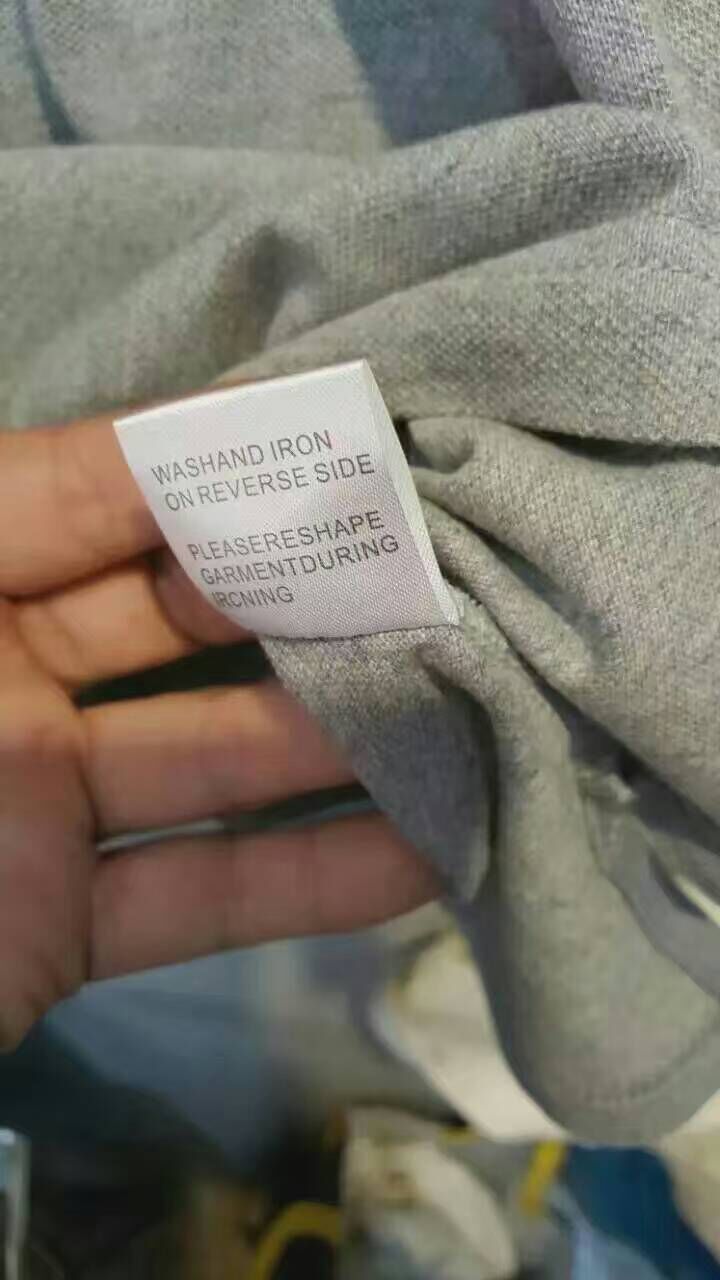 WASHAND IRON
ON REVERSE SIDE
PLEASERESHAPE
GARMENTDURING
IRCNING